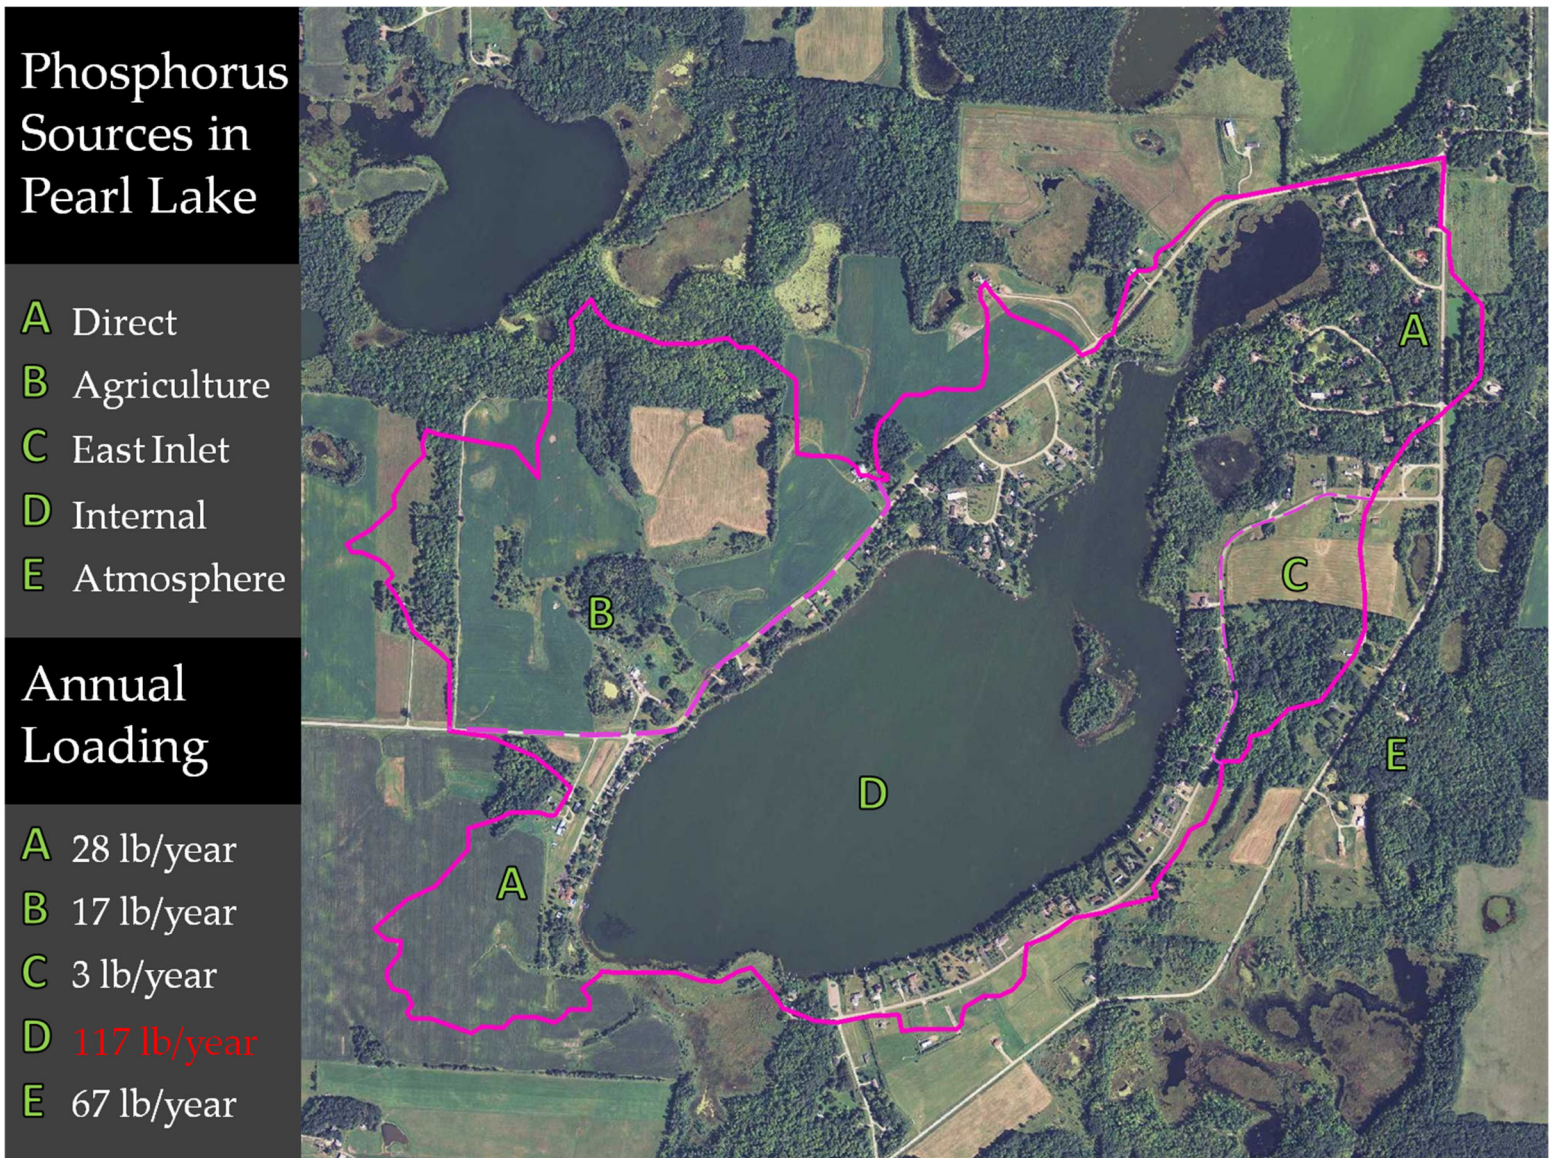 Phosphorus
Sources in
Pearl Lake
A Direct
B Agriculture
C East Inlet
D Internal
E Atmosphere
Annual
Loading
A 28 lb/year
B 17 lb/year
C 3 lb/year
D 117 lb/year
E 67 lb/year
A
C
B
E
D
A